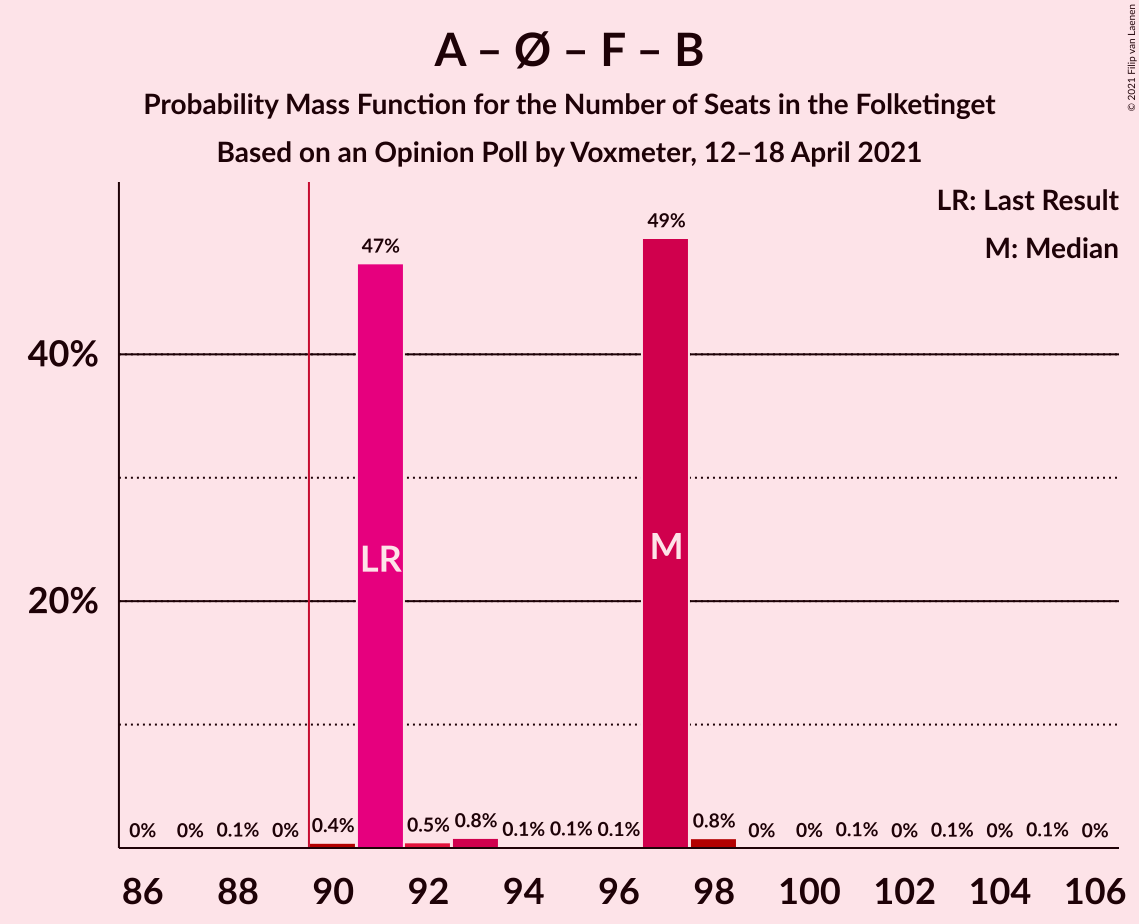 A – Ø – F – B
Probability Mass Function for the Number of Seats in the Folketinget
Based on an Opinion Poll by Voxmeter, 12–18 April 2021
© 2021 Filip van Laenen
LR: Last Result
M: Median
40%
20%
0% 0% 0.1% 0% 0.4% 47% 0.5% 0.8% 0.1% 0.1% 0.1% 49% 0.8% 0% 0% 0.1% 0% 0.1% 0% 0.1% 0%
LR M
86 88 90 92 94 96 98 100 102 104 106